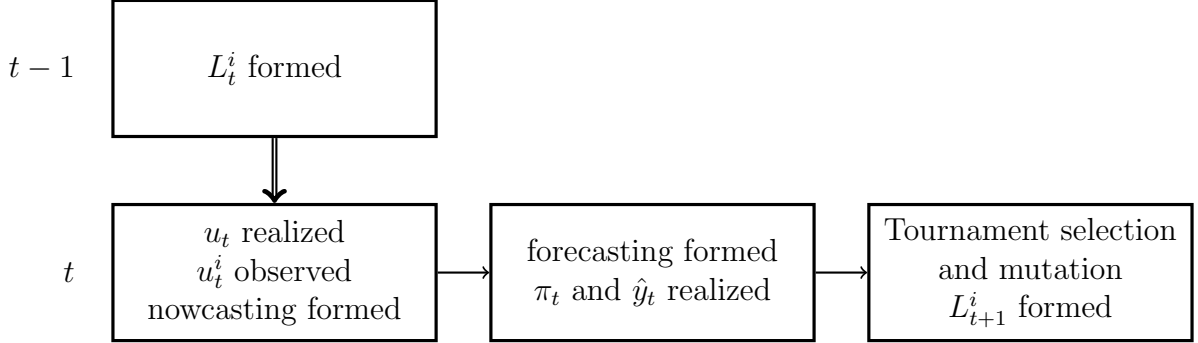 t − 1
L_t^i formed
t
u_t realized
u_t^i observed
nowcasting formed
forecasting formed
π_t and ŷ_t realized
Tournament selection
and mutation
L_{t+1}^i formed